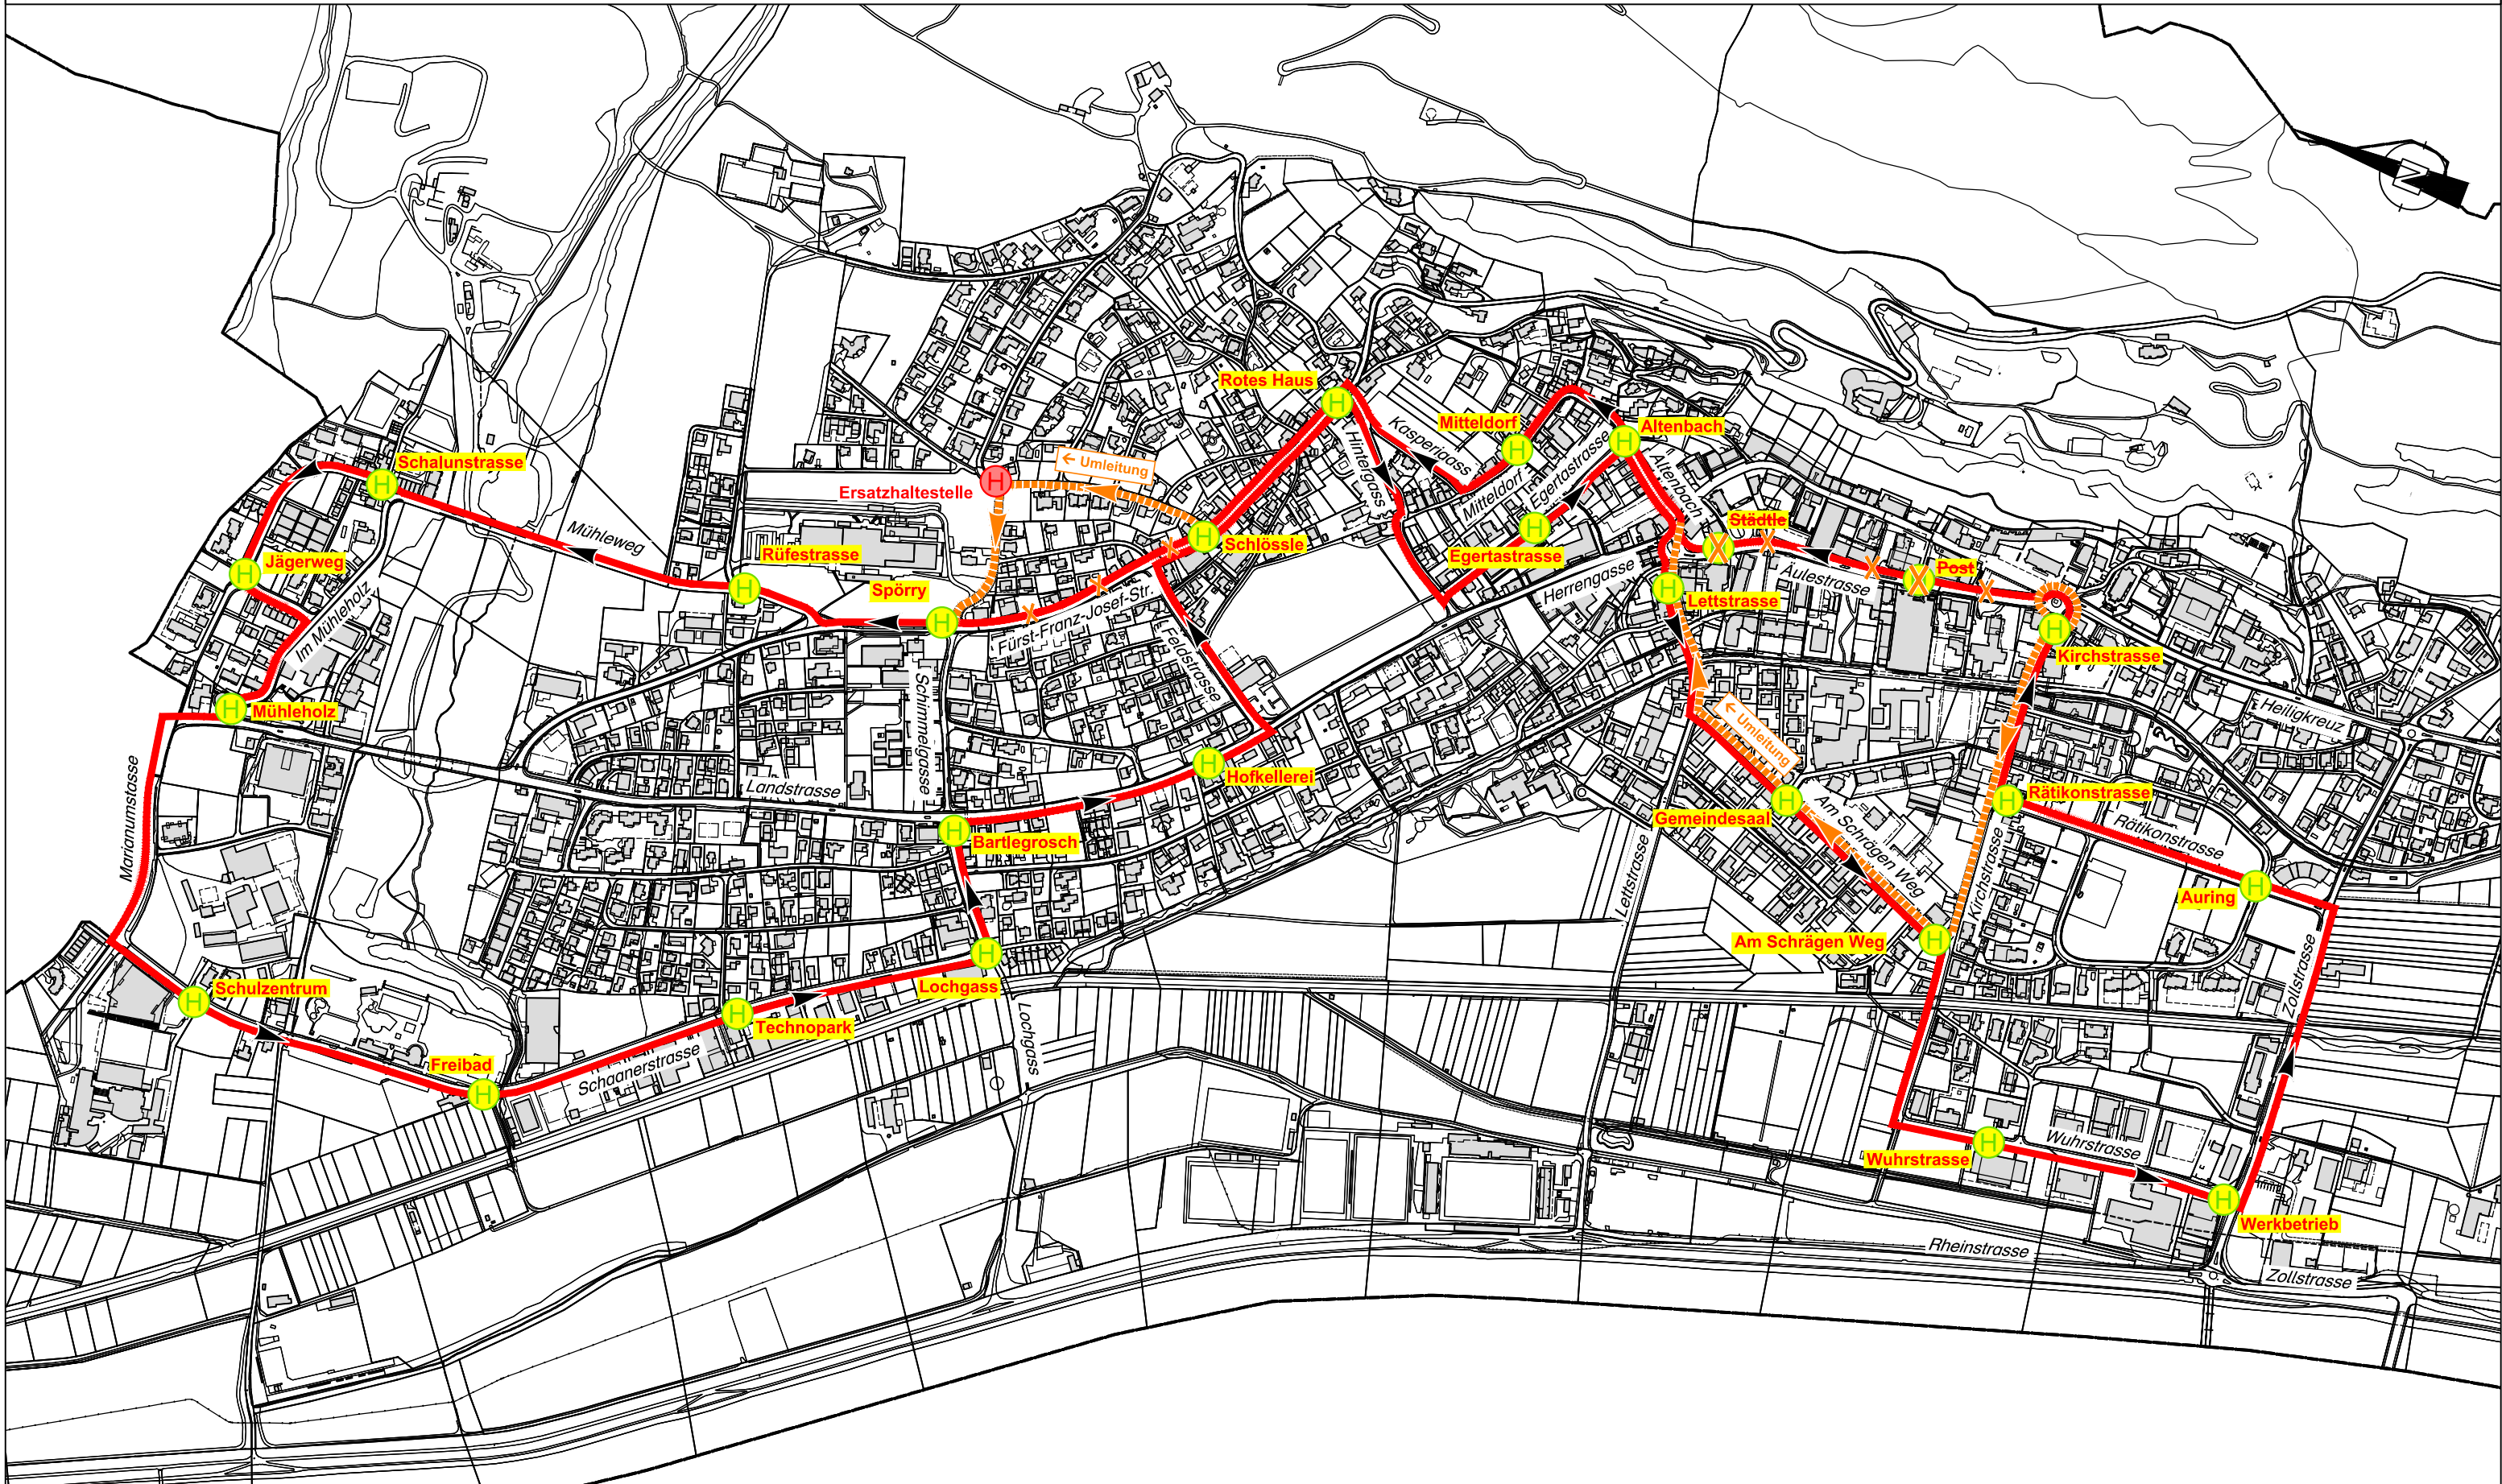 N
Rotes Haus
Mitteldorf
Altenbach
Kasperigass
Hintergass
Egertastrasse
Altenbach
Mitteldorf
← Umleitung
Schalunstrasse
Ersatzhaltestelle
Städtle
Mühleweg
Schlössle
Egertastrasse
Rüfestrasse
Jägerweg
Post
Herrengasse
Äulestrasse
Spörry
Lettstrasse
Fürst-Franz-Josef-Str.
Im Mühleholz
Kirchstrasse
Föhrastrasse
Schimmelgasse
Mühleholz
Heiligkreuz
← Umleitung
Hofkellerei
Landstrasse
Rätikonstrasse
Marianumstasse
Gemeindesaal
Am Schrägen Weg
Rätikonstrasse
Bartlegrosch
Lettstrasse
Kirchstrasse
Auring
Am Schrägen Weg
Schulzentrum
Lochgass
Zollstrasse
Technopark
Lochgass
Freibad
Schaanerstrasse
Wuhrstrasse
Wuhrstrasse
Werkbetrieb
Rheinstrasse
Zollstrasse